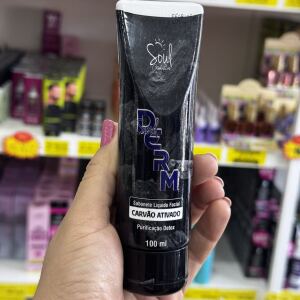 Soul
DERM
Sabonete Líquido Facial
CARVÃO ATIVADO
Purificação Detox
100 ml